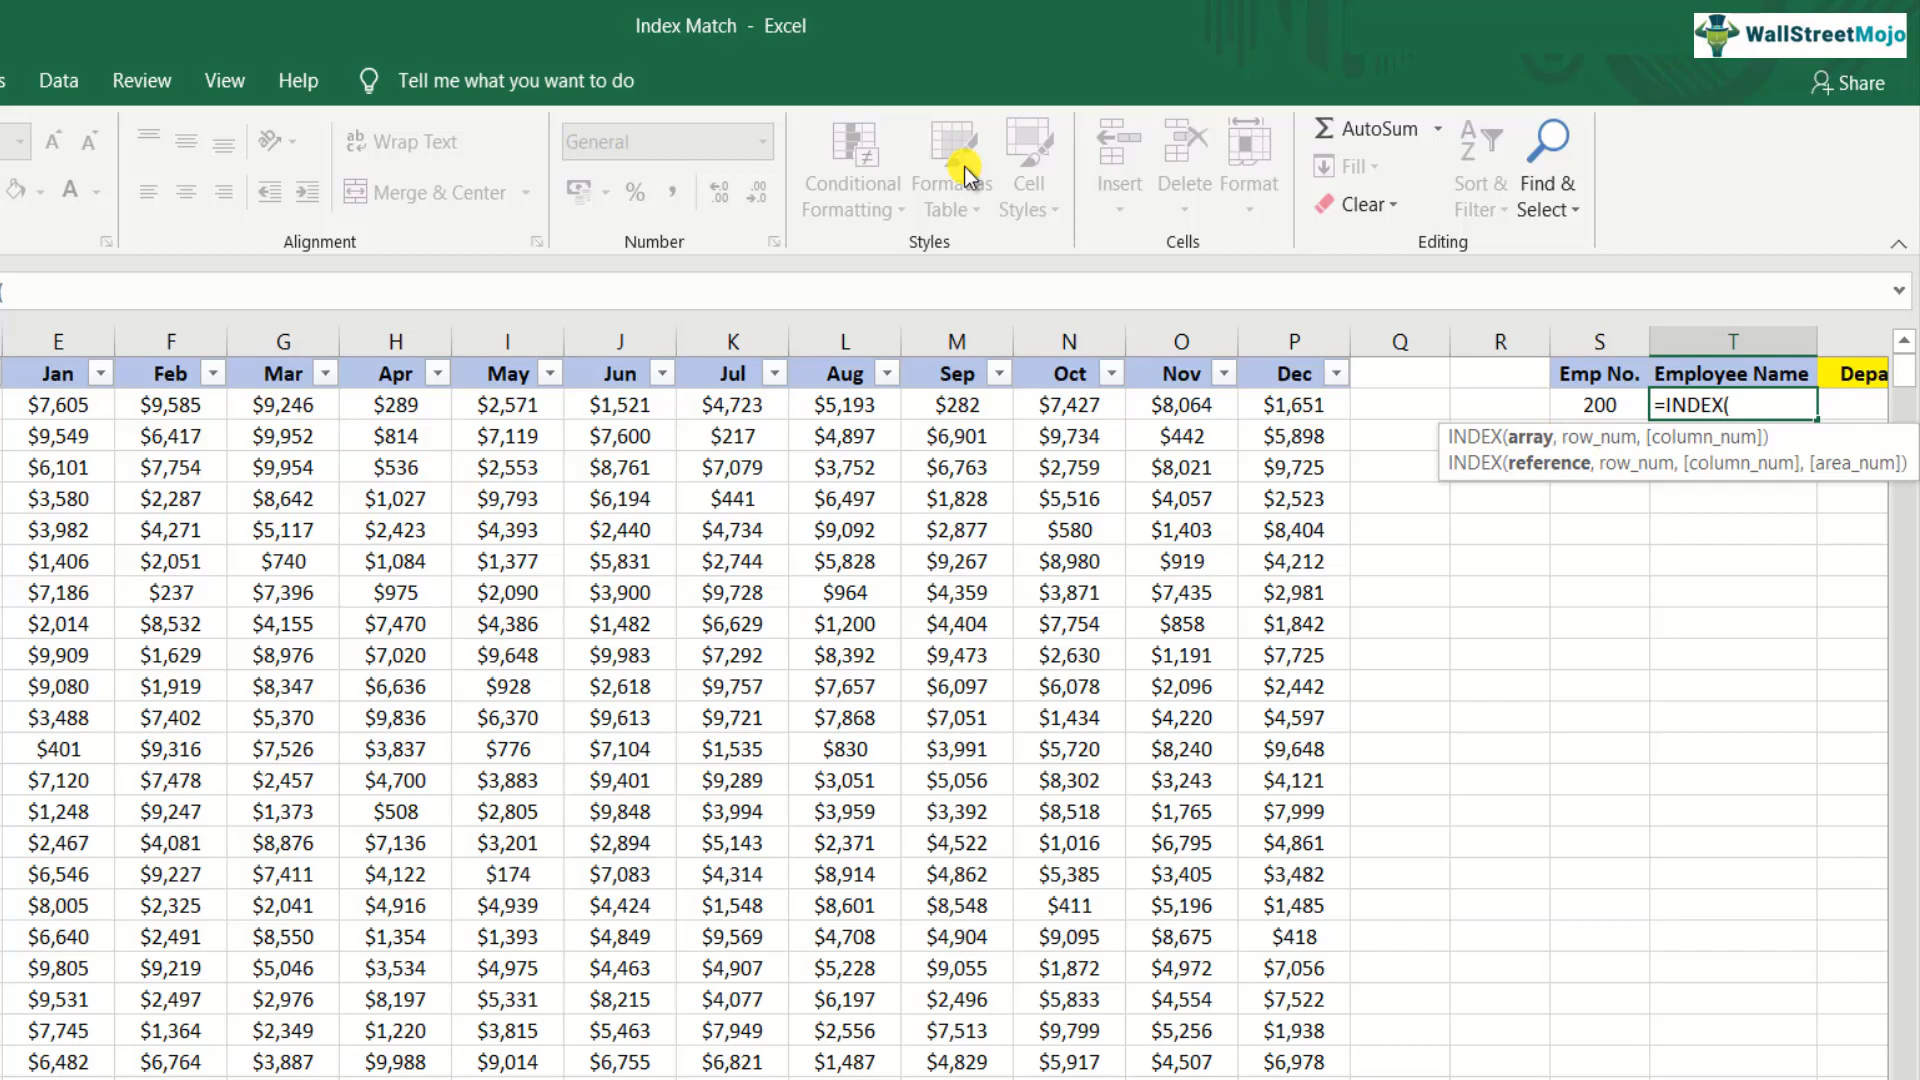 Index Match - Excel
WallStreetMojo
Data Review View Help Tell me what you want to do
Share
Wrap Text
Merge & Center
General
Conditional Formatting
Cell Styles
Table
Insert Delete Format
AutoSum
Fill
Clear
Sort & Filter
Find & Select
Alignment Number Styles Cells Editing
(
E F G H I J K L M N O P Q R S T
Jan Feb Mar Apr May Jun Jul Aug Sep Oct Nov Dec Emp No. Employee Name Depa
$7,605 $9,585 $9,246 $289 $2,571 $1,521 $4,723 $5,193 $282 $7,427 $8,064 $1,651 200 =INDEX(
INDEX(array, row_num, [column_num])
INDEX(reference, row_num, [column_num], [area_num])
$9,549 $6,417 $9,952 $814 $7,119 $7,600 $217 $4,897 $6,901 $9,734 $442 $5,898
$6,101 $7,754 $9,954 $536 $2,553 $8,761 $7,079 $3,752 $6,763 $2,759 $8,021 $9,725
$3,580 $2,287 $8,642 $1,027 $9,793 $6,194 $441 $6,497 $1,828 $5,516 $4,057 $2,523
$3,982 $4,271 $5,117 $2,423 $4,393 $2,440 $4,734 $9,092 $2,877 $580 $1,403 $8,404
$1,406 $2,051 $740 $1,084 $1,377 $5,831 $2,744 $5,828 $9,267 $8,980 $919 $4,212
$7,186 $237 $7,396 $975 $2,090 $3,900 $9,728 $964 $4,359 $3,871 $7,435 $2,981
$2,014 $8,532 $4,155 $7,470 $4,386 $1,482 $6,629 $1,200 $4,404 $7,754 $858 $1,842
$9,909 $1,629 $8,976 $7,020 $9,648 $9,983 $7,292 $8,392 $9,473 $2,630 $1,191 $7,725
$9,080 $1,919 $8,347 $6,636 $928 $2,618 $9,757 $7,657 $6,097 $6,078 $2,096 $2,442
$3,488 $7,402 $5,370 $9,836 $6,370 $9,613 $9,721 $7,868 $7,051 $1,434 $4,220 $4,597
$401 $9,316 $7,526 $3,837 $776 $7,104 $1,535 $830 $3,991 $5,720 $8,240 $9,648
$7,120 $7,478 $2,457 $4,700 $3,883 $9,401 $9,289 $3,051 $5,056 $8,302 $3,243 $4,121
$1,248 $9,247 $1,373 $508 $2,805 $9,848 $3,994 $3,959 $3,392 $8,518 $1,765 $7,999
$2,467 $4,081 $8,876 $7,136 $3,201 $2,894 $5,143 $2,371 $4,522 $1,016 $6,795 $4,861
$6,546 $9,227 $7,411 $4,122 $174 $7,083 $4,314 $8,914 $4,862 $5,385 $3,405 $3,482
$8,005 $2,325 $2,041 $4,916 $4,939 $4,424 $1,548 $8,601 $8,548 $411 $5,196 $1,485
$6,640 $2,491 $8,550 $1,354 $1,393 $4,849 $9,569 $4,708 $4,904 $9,095 $8,675 $418
$9,805 $9,219 $5,046 $3,534 $4,975 $4,463 $4,907 $5,228 $9,055 $1,872 $4,972 $7,056
$9,531 $2,497 $2,976 $8,197 $5,331 $8,215 $4,077 $6,197 $2,496 $5,833 $4,554 $7,522
$7,745 $1,364 $2,349 $1,220 $3,815 $5,463 $7,949 $2,556 $7,513 $9,799 $5,256 $1,938
$6,482 $6,764 $3,887 $9,988 $9,014 $6,755 $6,821 $1,487 $4,829 $5,917 $4,507 $6,978